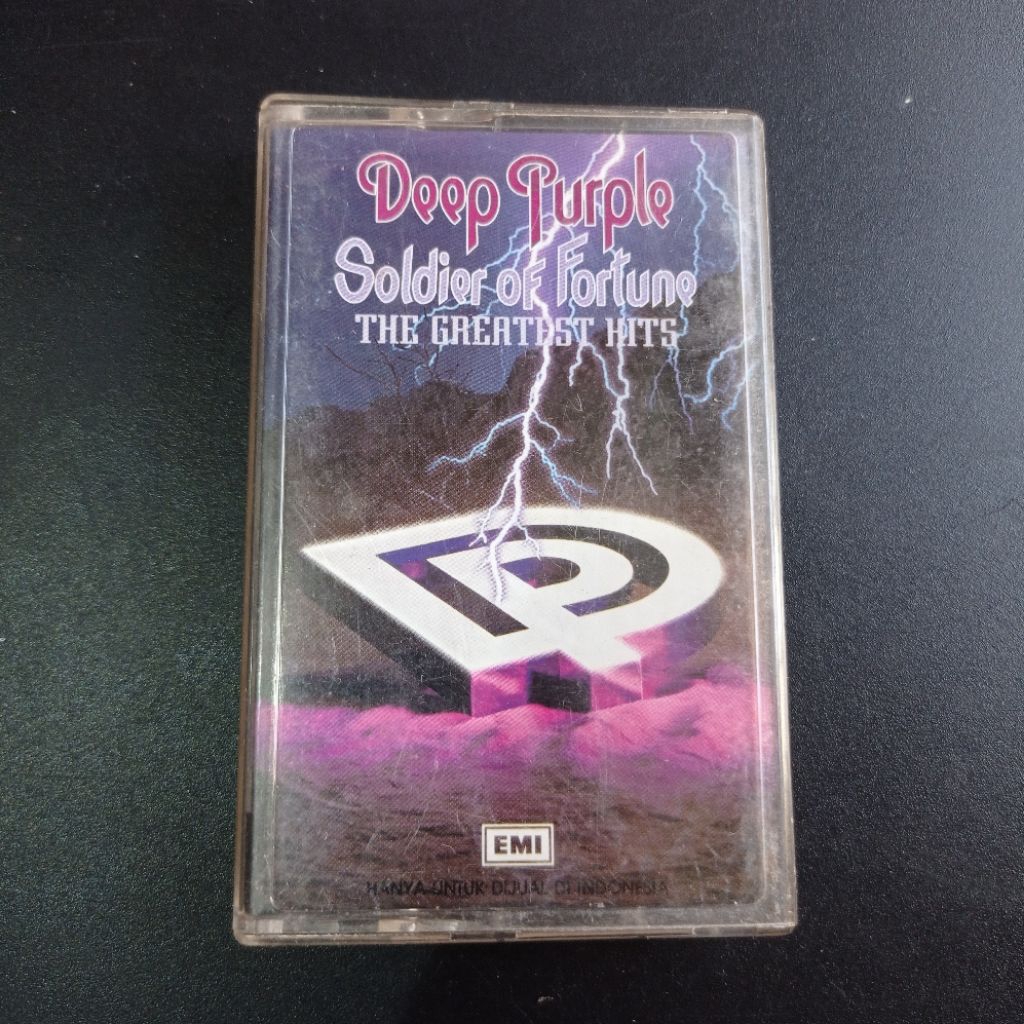 Deep Purple
Soldier of Fortune
THE GREATEST HITS
EMI
HANYA UNTUK DIJUAL DI INDONESIA